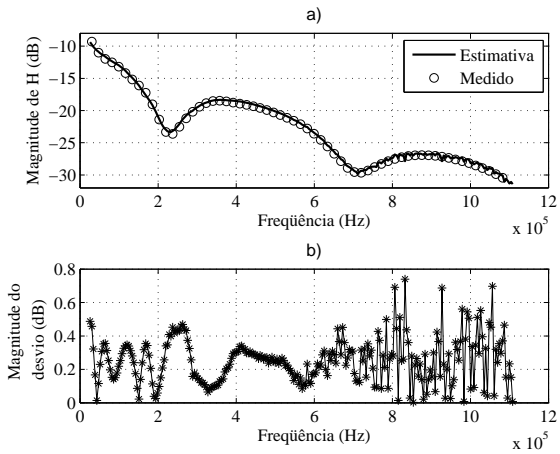 a)
Magnitude de H (dB)
−10
−15
−20
−25
−30
Estimativa
Medido
0 2 4 6 8 10 12
Freqüência (Hz)
x 10^5
b)
Magnitude do
desvio (dB)
0.8
0.6
0.4
0.2
0
0 2 4 6 8 10 12
Freqüência (Hz)
x 10^5